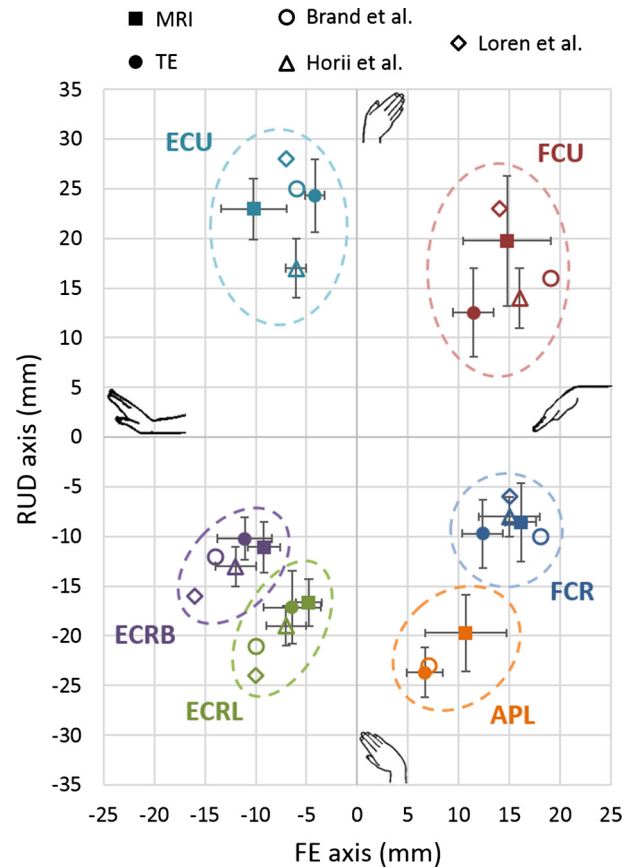 MRI
Brand et al.
Loren et al.
TE
Horii et al.
35
30
25
20
15
10
5
0
-5
-10
-15
-20
-25
-30
-35
RUD axis (mm)
ECU
FCU
ECRB
FCR
ECRL
APL
-25 -20 -15 -10 -5 0 5 10 15 20 25
FE axis (mm)